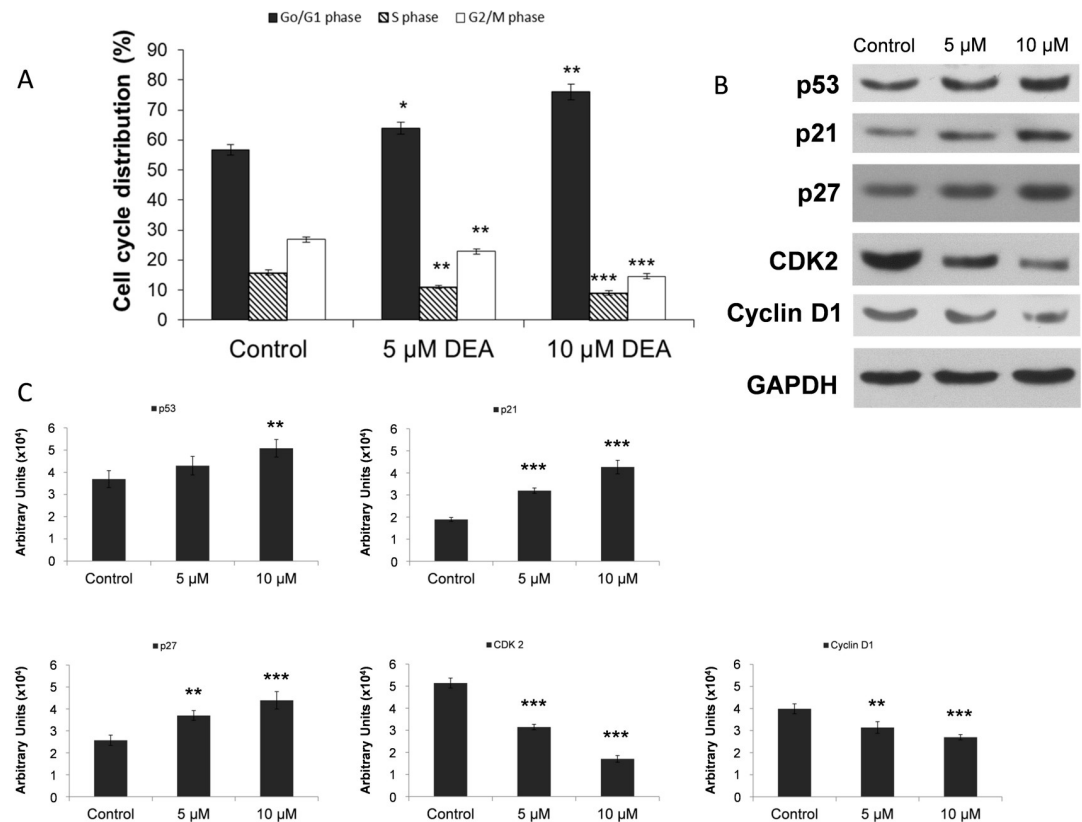 Go/G1 phase S phase G2/M phase
A
Cell cycle distribution (%)
90
80
70
60
50
40
30
20
10
0
*
**
**
**
***
***
Control 5 µM DEA 10 µM DEA
B
Control 5 µM 10 µM
p53
p21
p27
CDK2
Cyclin D1
GAPDH
C
p53
Arbitrary Units (x10⁴)
6
5
4
3
2
1
0
**
Control 5 µM 10 µM
p21
Arbitrary Units (x10⁴)
6
5
4
3
2
1
0
***
***
Control 5 µM 10 µM
p27
Arbitrary Units (x10⁴)
6
5
4
3
2
1
0
**
***
Control 5 µM 10 µM
CDK 2
Arbitrary Units (x10⁴)
6
5
4
3
2
1
0
***
***
Control 5 µM 10 µM
Cyclin D1
Arbitrary Units (x10⁴)
6
5
4
3
2
1
0
**
***
Control 5 µM 10 µM